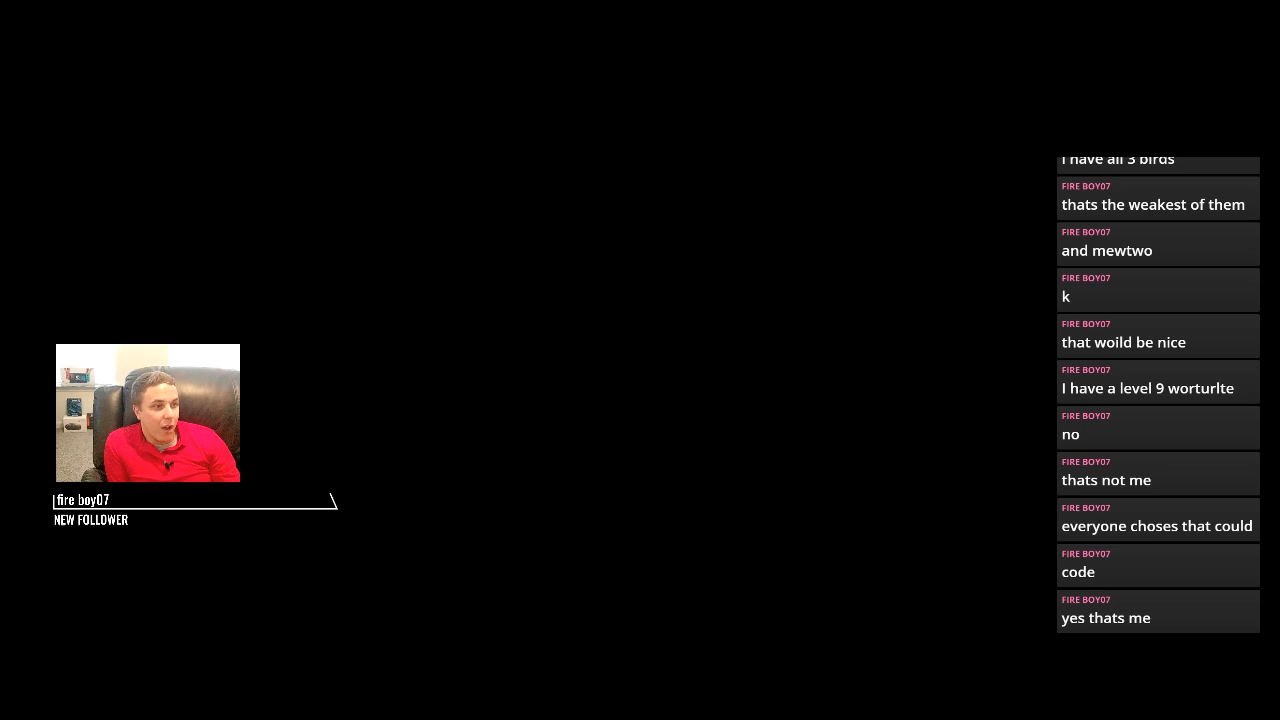 I have all 3 birds
FIRE BOY07
thats the weakest of them
FIRE BOY07
and mewtwo
FIRE BOY07
k
FIRE BOY07
that woild be nice
FIRE BOY07
I have a level 9 worturlte
FIRE BOY07
no
FIRE BOY07
thats not me
FIRE BOY07
everyone choses that could
FIRE BOY07
code
FIRE BOY07
yes thats me
fire boy07
NEW FOLLOWER